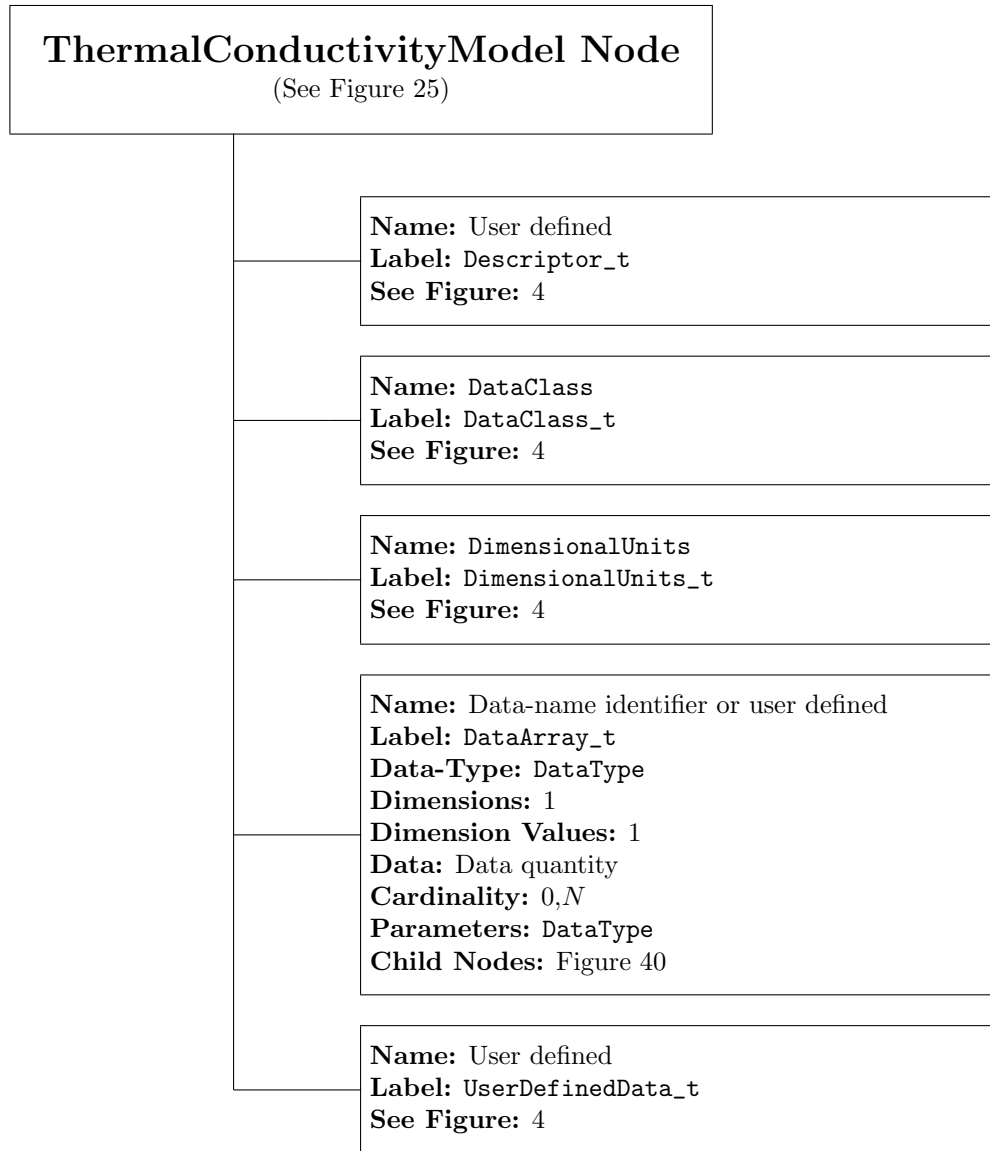 ThermalConductivityModel Node
(See Figure 25)
Name: User defined
Label: Descriptor_t
See Figure: 4
Name: DataClass
Label: DataClass_t
See Figure: 4
Name: DimensionalUnits
Label: DimensionalUnits_t
See Figure: 4
Name: Data-name identifier or user defined
Label: DataArray_t
Data-Type: DataType
Dimensions: 1
Dimension Values: 1
Data: Data quantity
Cardinality: 0,N
Parameters: DataType
Child Nodes: Figure 40
Name: User defined
Label: UserDefinedData_t
See Figure: 4